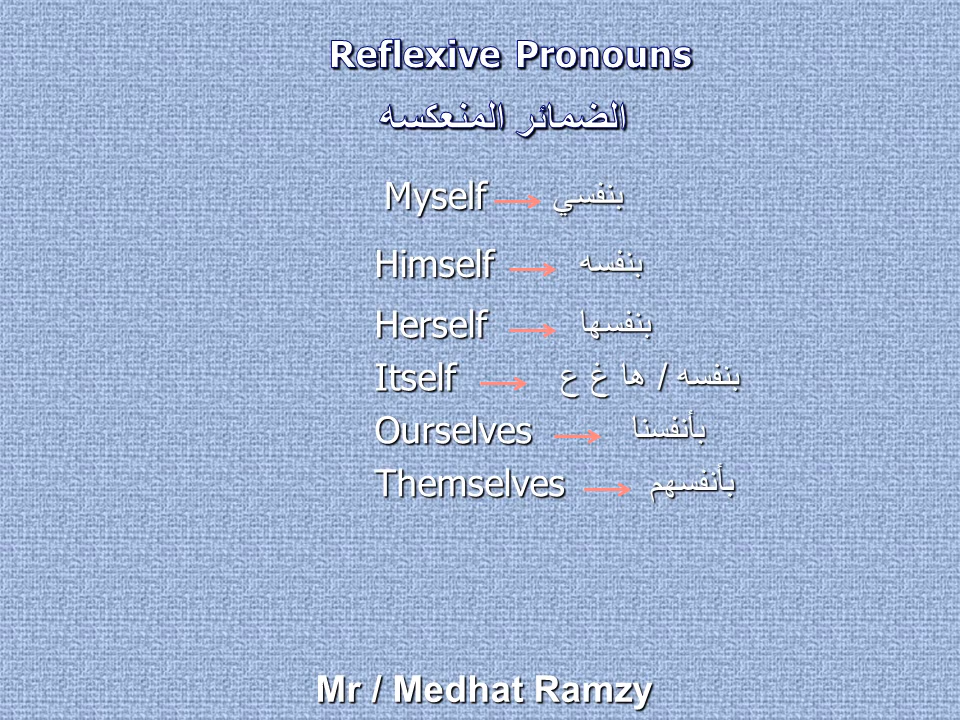 Reflexive Pronouns
الضمائر المنعكسه
Myself → بنفسي
Himself → بنفسه
Herself → بنفسها
Itself → بنفسه / ها غ ع
Ourselves → بأنفسنا
Themselves → بأنفسهم
Mr / Medhat Ramzy